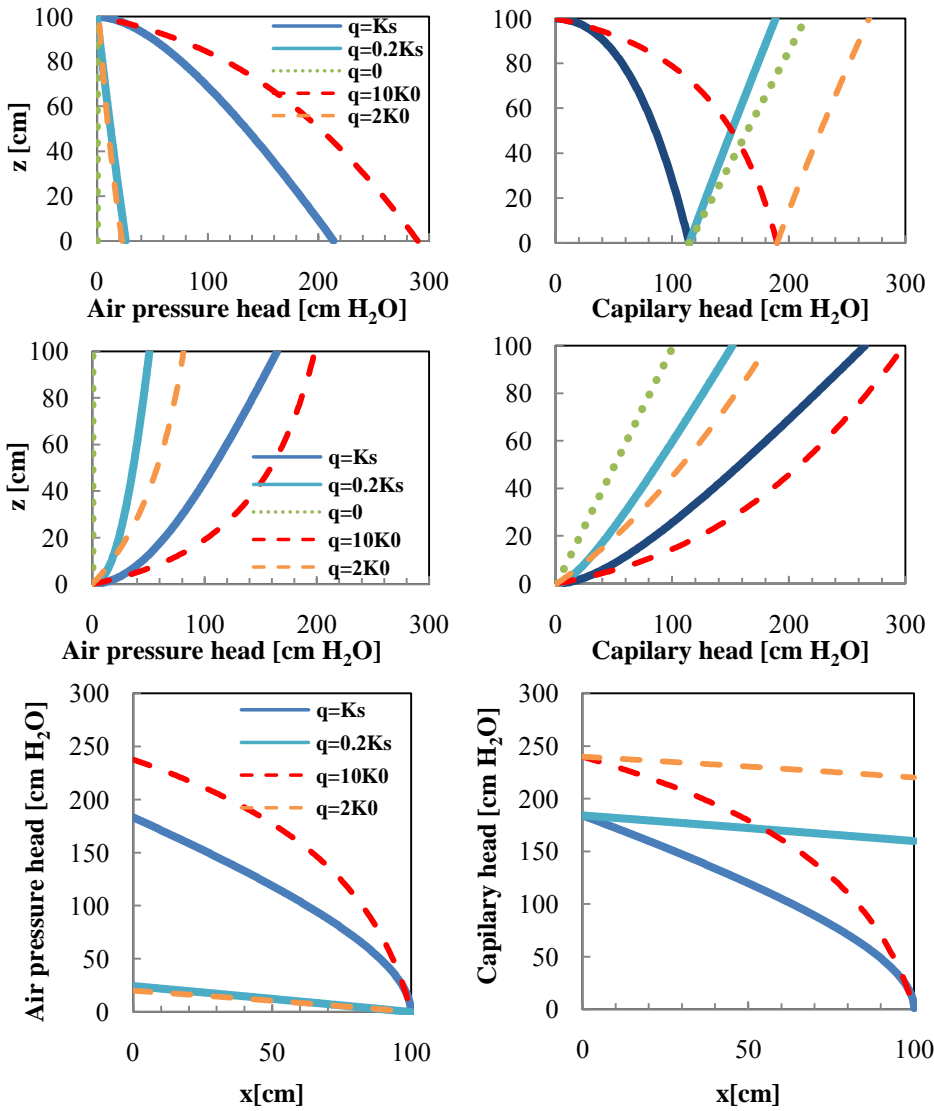 100
80
60
40
20
0
z [cm]
q=Ks
q=0.2Ks
q=0
q=10K0
q=2K0
0 100 200 300
Air pressure head [cm H₂O]
100
80
60
40
20
0
0 100 200 300
Capilary head [cm H₂O]
100
80
60
40
20
0
z [cm]
q=Ks
q=0.2Ks
q=0
q=10K0
q=2K0
0 100 200 300
Air pressure head [cm H₂O]
100
80
60
40
20
0
0 100 200 300
Capilary head [cm H₂O]
300
250
200
150
100
50
0
Air pressure head [cm H₂O]
q=Ks
q=0.2Ks
q=10K0
q=2K0
0 50 100
x[cm]
300
250
200
150
100
50
0
Capilary head [cm H₂O]
0 50 100
x[cm]